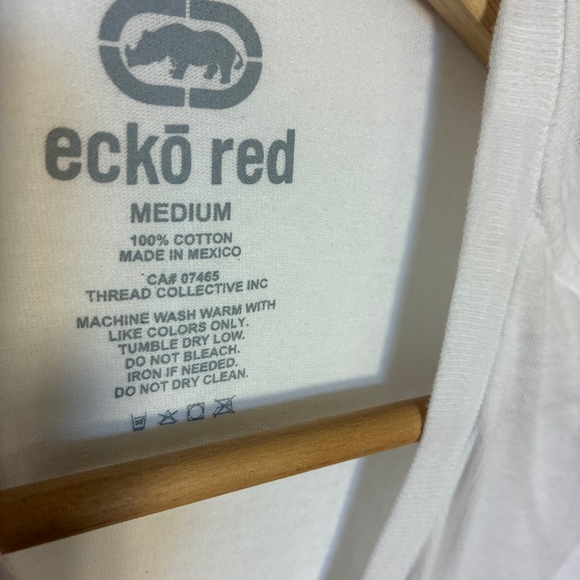 eckō red
MEDIUM
100% COTTON
MADE IN MEXICO
CA# 07465
THREAD COLLECTIVE INC
MACHINE WASH WARM WITH
LIKE COLORS ONLY.
TUMBLE DRY LOW.
DO NOT BLEACH.
IRON IF NEEDED.
DO NOT DRY CLEAN.